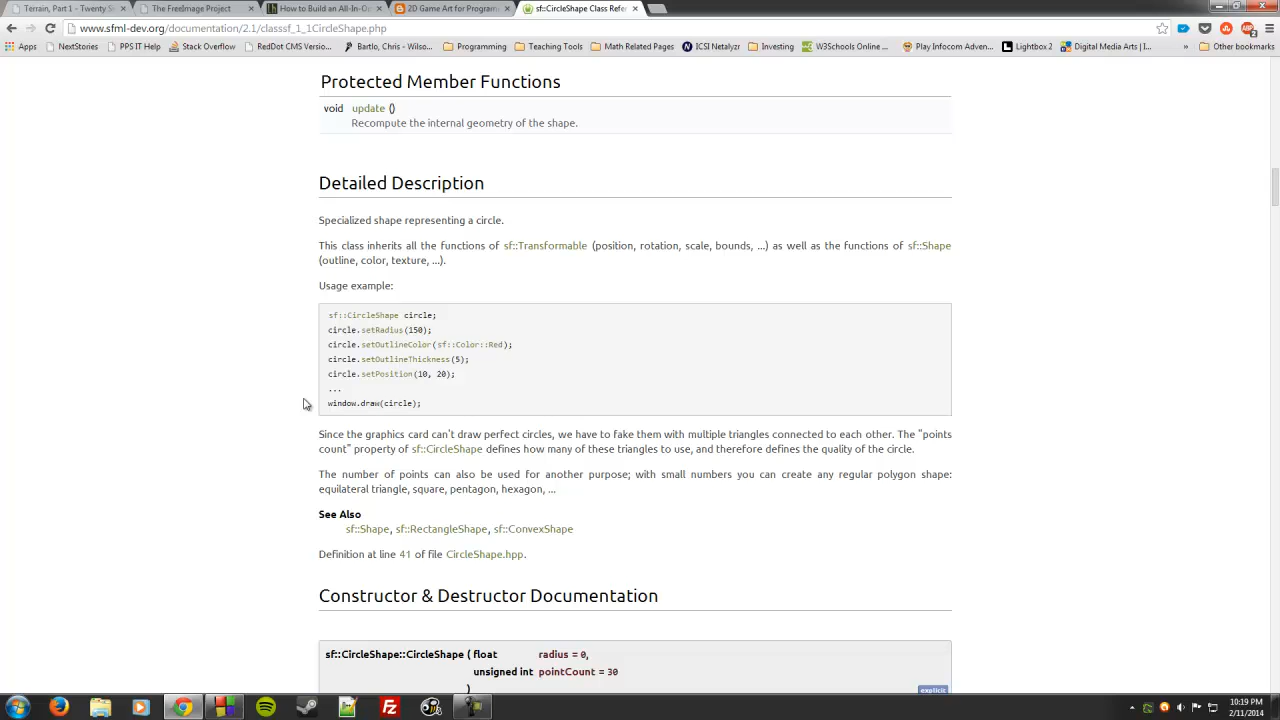 Terrain, Part 1 - Twenty S
The FreeImage Project
How to Build an All-In-O
2D Game Art for Program
sf::CircleShape Class Refer
www.sfml-dev.org/documentation/2.1/classsf_1_1CircleShape.php
Apps
NextStories
PPS IT Help
Stack Overflow
RedDot CMS Versio...
Bartlo, Chris - Wilso...
Programming
Teaching Tools
Math Related Pages
ICSI Netalyzr
Investing
W3Schools Online ...
Play Infocom Advent...
Lightbox 2
Digital Media Arts | I...
»
Other bookmarks
Protected Member Functions
void update ()
Recompute the internal geometry of the shape.
Detailed Description
Specialized shape representing a circle.
This class inherits all the functions of sf::Transformable (position, rotation, scale, bounds, ...) as well as the functions of sf::Shape
(outline, color, texture, ...).
Usage example:
sf::CircleShape circle;
circle.setRadius(150);
circle.setOutlineColor(sf::Color::Red);
circle.setOutlineThickness(5);
circle.setPosition(10, 20);
...
window.draw(circle);
Since the graphics card can't draw perfect circles, we have to fake them with multiple triangles connected to each other. The "points
count" property of sf::CircleShape defines how many of these triangles to use, and therefore defines the quality of the circle.
The number of points can also be used for another purpose; with small numbers you can create any regular polygon shape:
equilateral triangle, square, pentagon, hexagon, ...
See Also
sf::Shape, sf::RectangleShape, sf::ConvexShape
Definition at line 41 of file CircleShape.hpp.
Constructor & Destructor Documentation
sf::CircleShape::CircleShape ( float radius = 0,
unsigned int pointCount = 30
)
explicit
10:19 PM
2/11/2014